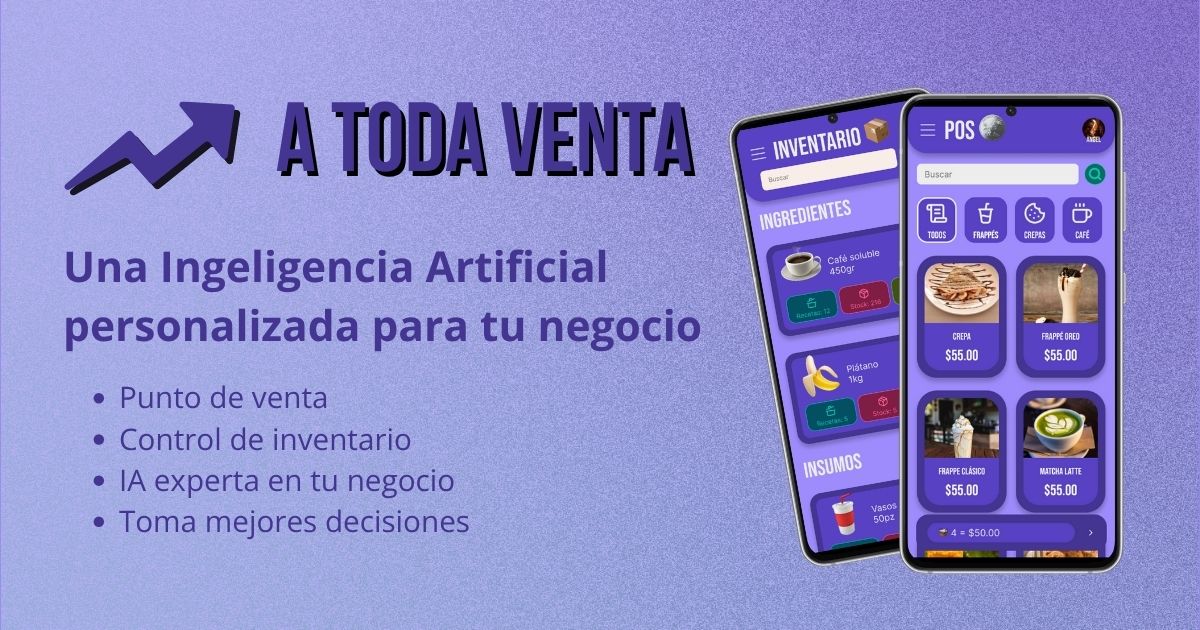 A TODA VENTA
Una Ingeligencia Artificial
personalizada para tu negocio
• Punto de venta
• Control de inventario
• IA experta en tu negocio
• Toma mejores decisiones
INVENTARIO
Buscar
INGREDIENTES
Café soluble
450gr
Recetas: 12
Stock: 216
Plátano
1kg
Recetas: 5
Stock: 5
INSUMOS
Vasos
50pz
POS
ANGEL
Buscar
TODOS
FRAPPÉS
CREPAS
CAFÉ
CREPA
$55.00
FRAPPÉ OREO
$55.00
FRAPPE CLÁSICO
$55.00
MATCHA LATTE
$55.00
4 = $50.00